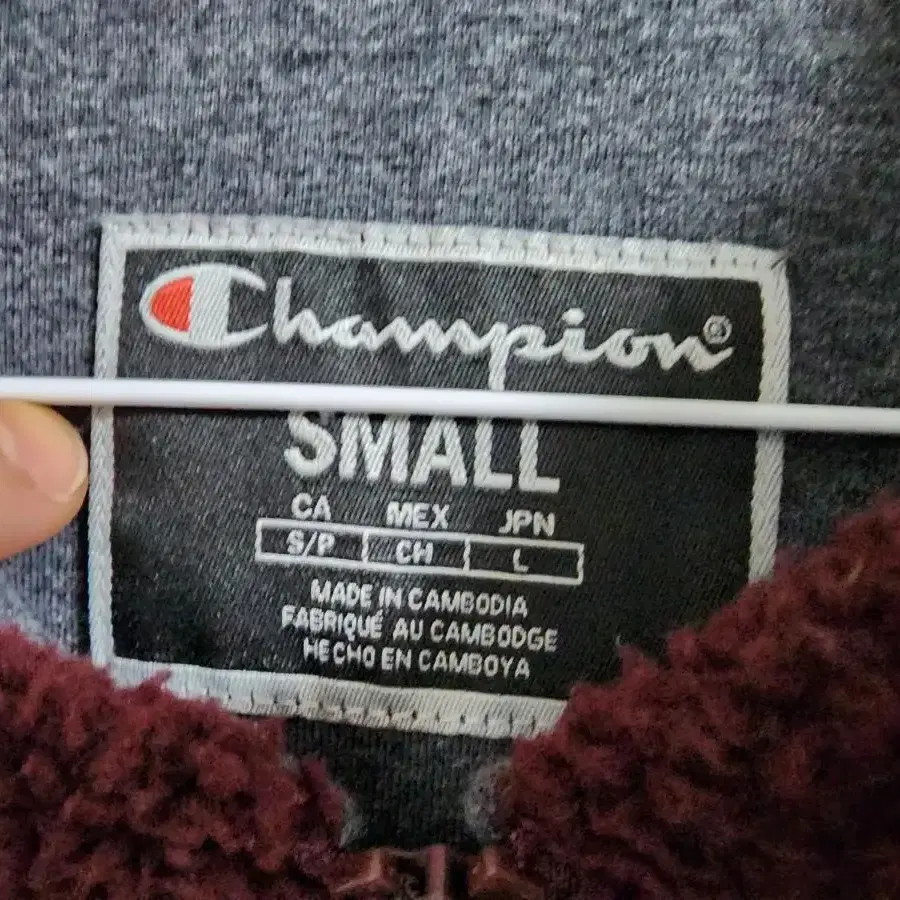 Champion®
SMALL
CA MEX JPN
S/P CH L
MADE IN CAMBODIA
FABRIQUÉ AU CAMBODGE
HECHO EN CAMBOYA